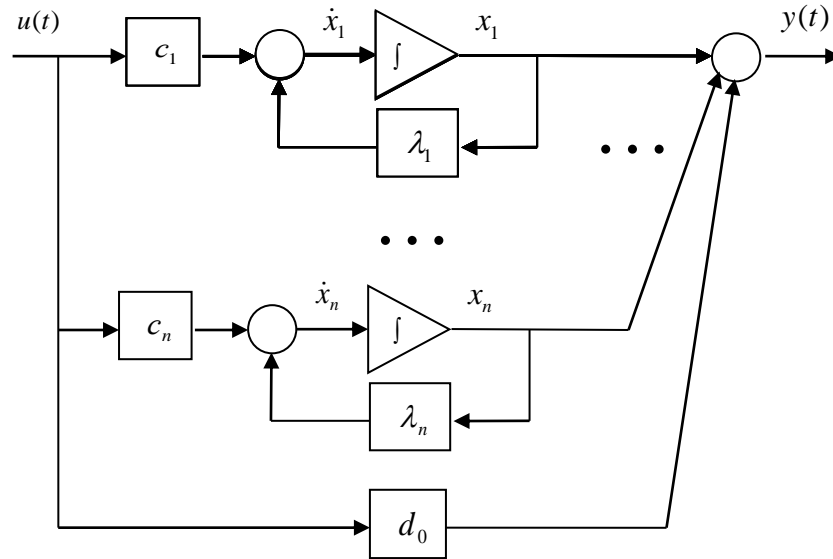 u(t) c₁ ẋ₁ ∫ x₁ y(t)
λ₁
• • •
• • •
cₙ ẋₙ ∫ xₙ
λₙ
d₀